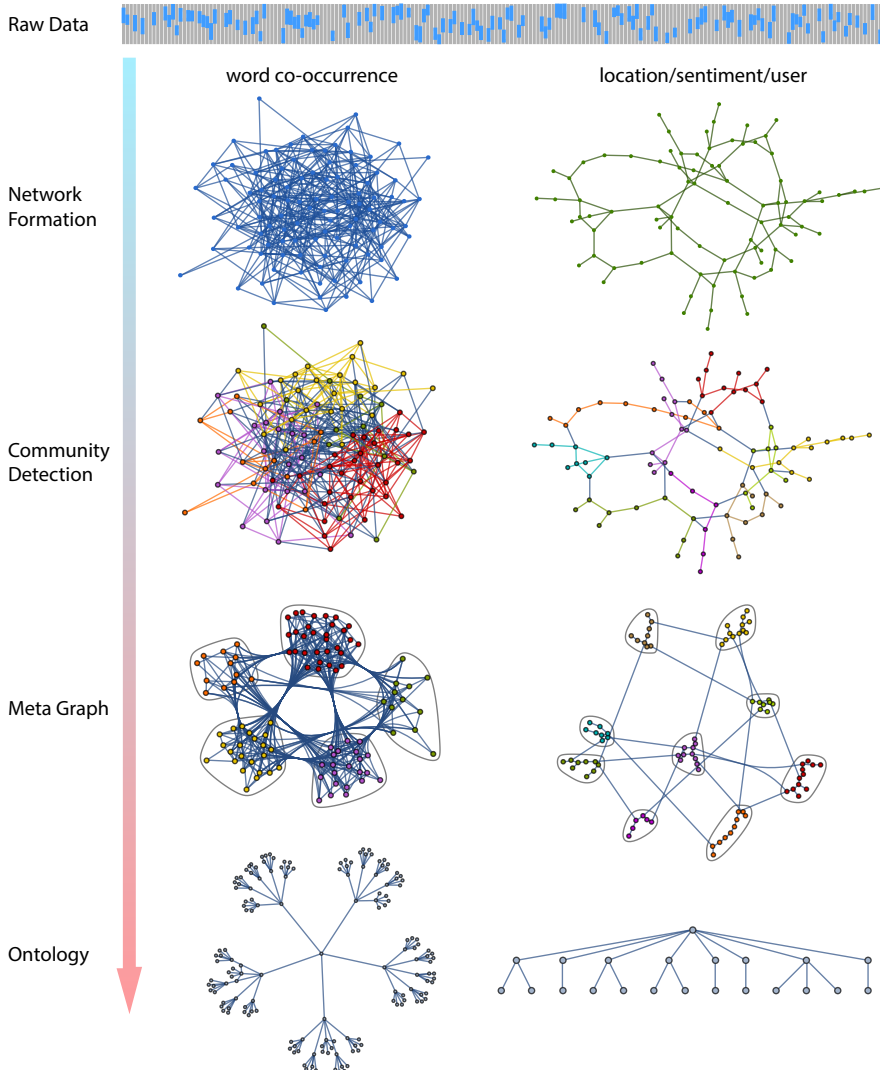 Raw Data
word co-occurrence
location/sentiment/user
Network
Formation
Community
Detection
Meta Graph
Ontology